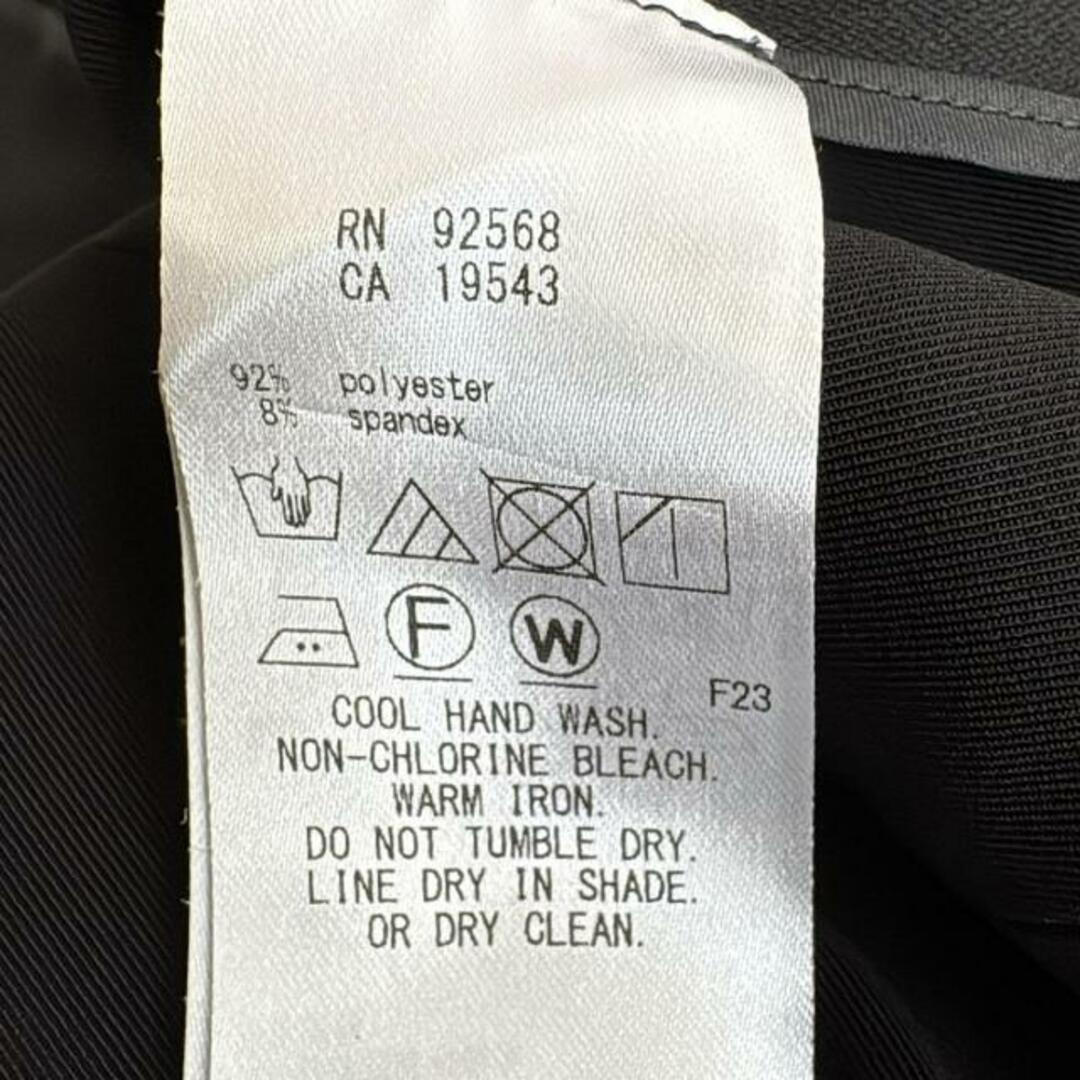 RN 92568
CA 19543
92% polyester
8% spandex
F W
F23
COOL HAND WASH.
NON-CHLORINE BLEACH.
WARM IRON.
DO NOT TUMBLE DRY.
LINE DRY IN SHADE.
OR DRY CLEAN.